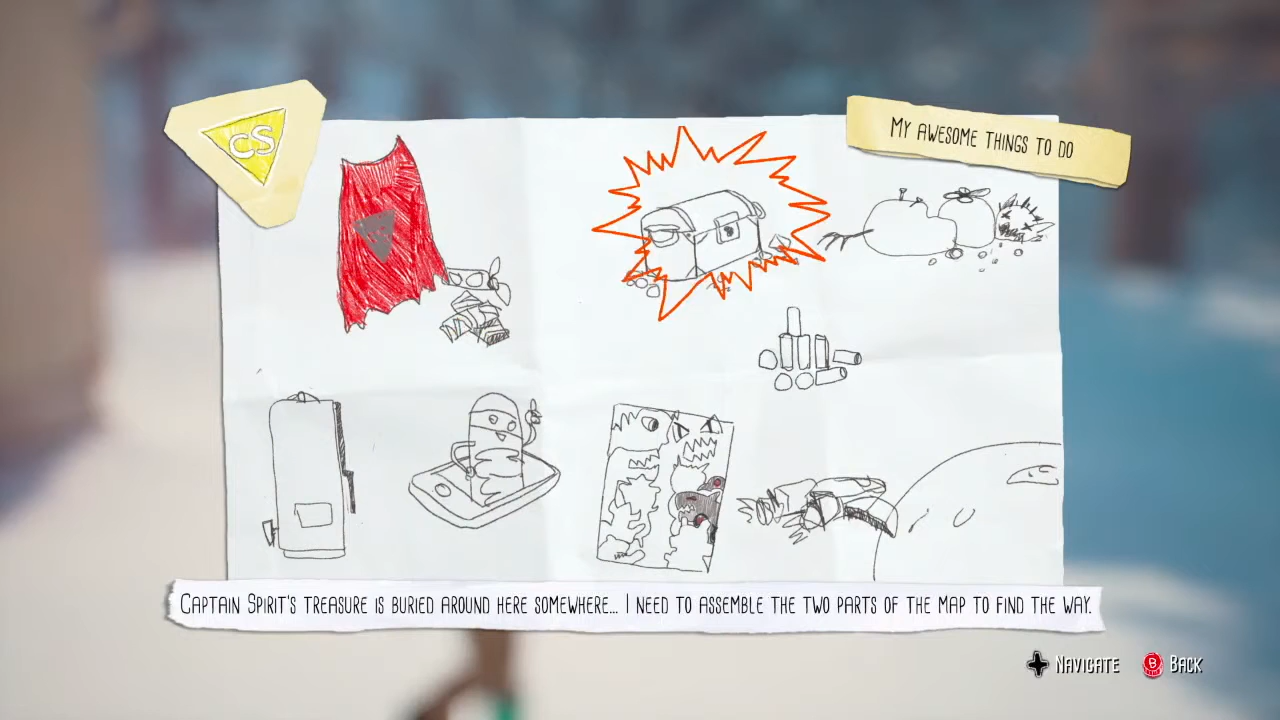 CS
MY AWESOME THINGS TO DO
CAPTAIN SPIRIT'S TREASURE IS BURIED AROUND HERE SOMEWHERE... I NEED TO ASSEMBLE THE TWO PARTS OF THE MAP TO FIND THE WAY.
NAVIGATE B BACK